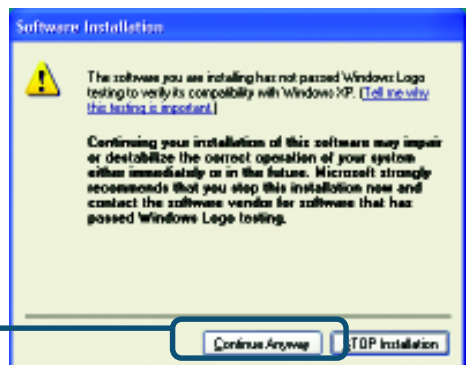 Software Installation
The software you are installing has not passed Windows Logo
testing to verify its compatibility with Windows XP. (Tell me why
this testing is important.)
Continuing your installation of this software may impair
or destabilize the correct operation of your system
either immediately or in the future. Microsoft strongly
recommends that you stop this installation now and
contact the software vendor for software that has
passed Windows Logo testing.
Continue Anyway
STOP Installation